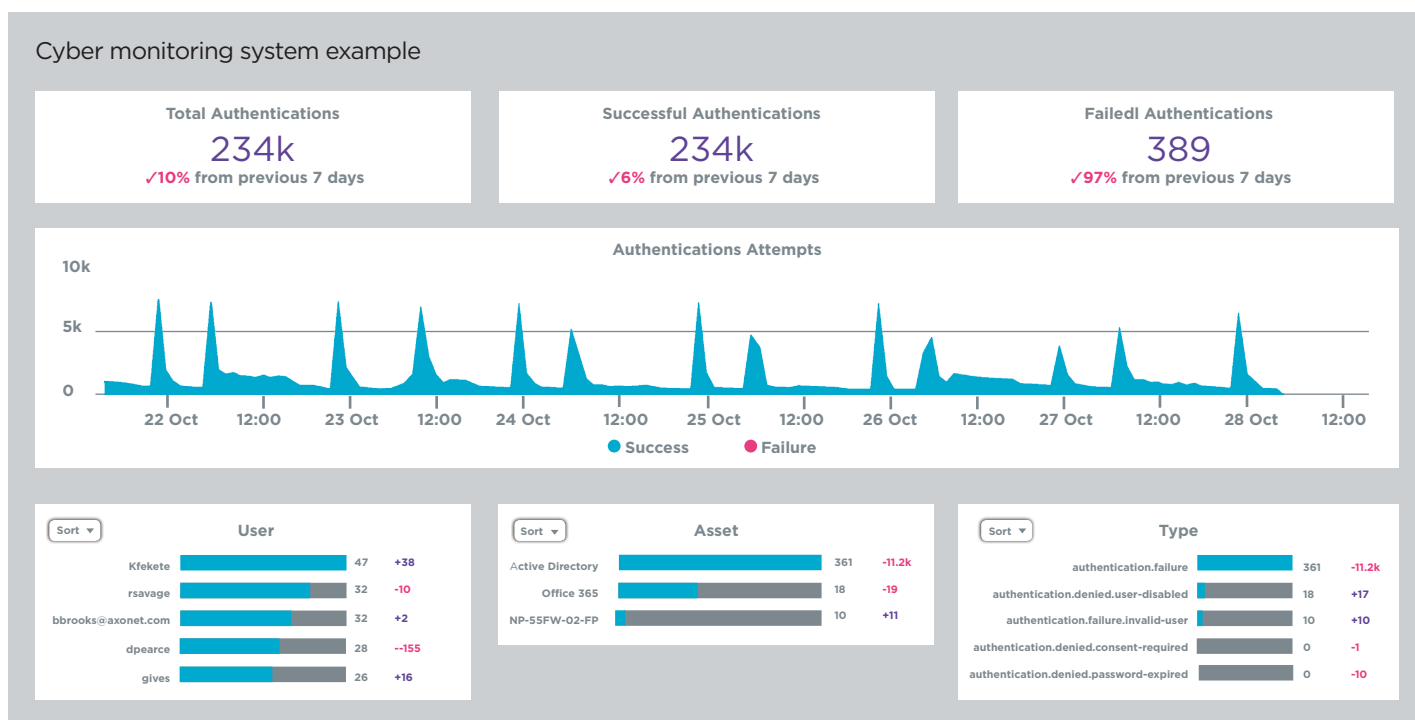 Cyber monitoring system example
Total Authentications
234k
✓10% from previous 7 days
Successful Authentications
234k
✓6% from previous 7 days
Failedl Authentications
389
✓97% from previous 7 days
Authentications Attempts
10k
5k
0
22 Oct 12:00 23 Oct 12:00 24 Oct 12:00 25 Oct 12:00 26 Oct 12:00 27 Oct 12:00 28 Oct 12:00
Success Failure
Sort User
Kfekete 47 +38
rsavage 32 -10
bbrooks@axonet.com 32 +2
dpearce 28 --155
gives 26 +16
Sort Asset
Active Directory 361 -11.2k
Office 365 18 -19
NP-55FW-02-FP 10 +11
Sort Type
authentication.failure 361 -11.2k
authentication.denied.user-disabled 18 +17
authentication.failure.invalid-user 10 +10
authentication.denied.consent-required 0 -1
authentication.denied.password-expired 0 -10